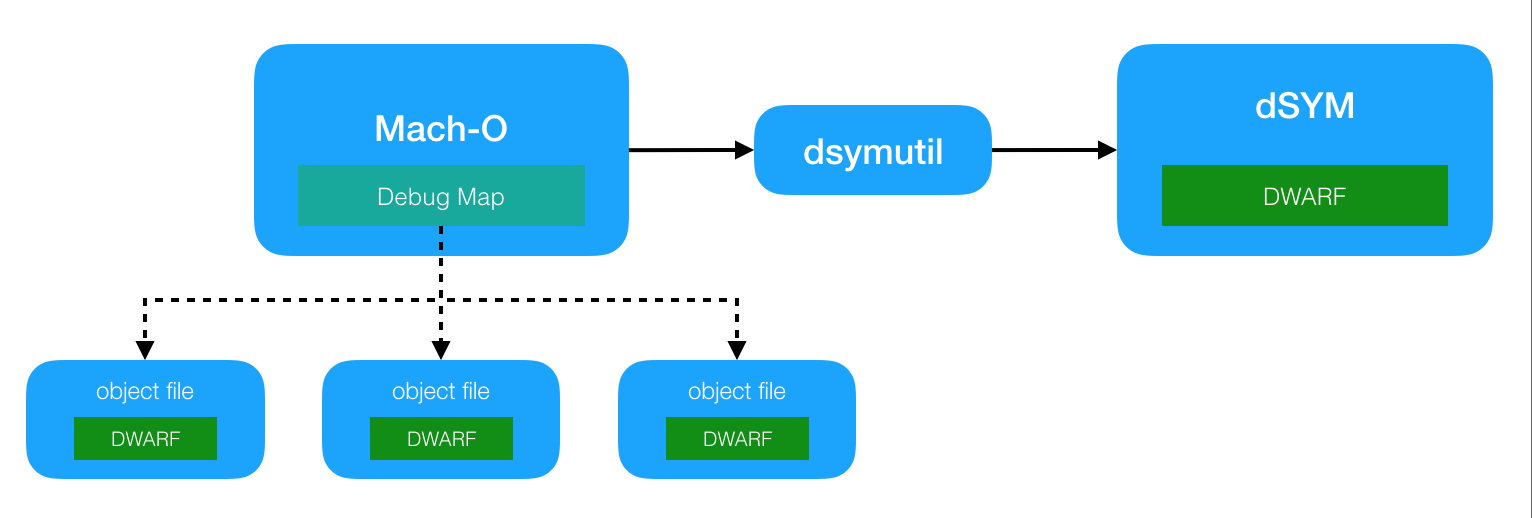 Mach-O
Debug Map
dsymutil
dSYM
DWARF
object file
DWARF
object file
DWARF
object file
DWARF